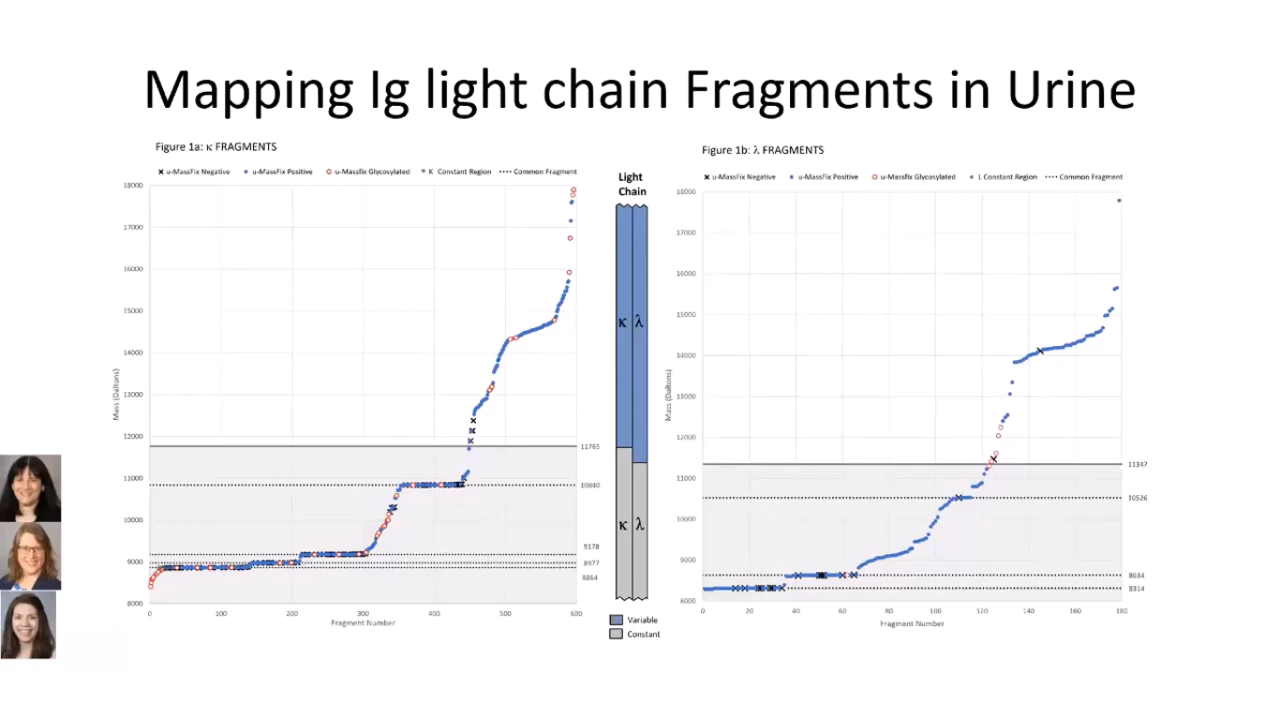 Mapping Ig light chain Fragments in Urine
Figure 1a: κ FRAGMENTS
u-MassFix Negative u-MassFix Positive u-Massfix Glycosylated K Constant Region Common Fragment
18000
17000
16000
15000
14000
13000
12000
11000
10000
9000
8000
Mass (Daltons)
11765
10840
9178
8977
8864
0 100 200 300 400 500 600
Fragment Number
Light
Chain
κ λ
κ λ
Variable
Constant
Figure 1b: λ FRAGMENTS
u-MassFix Negative u-MassFix Positive u-Massfix Glycosylated L Constant Region Common Fragment
18000
17000
16000
15000
14000
13000
12000
11000
10000
9000
8000
Mass (Daltons)
11347
10526
8634
8314
0 20 40 60 80 100 120 140 160 180
Fragment Number